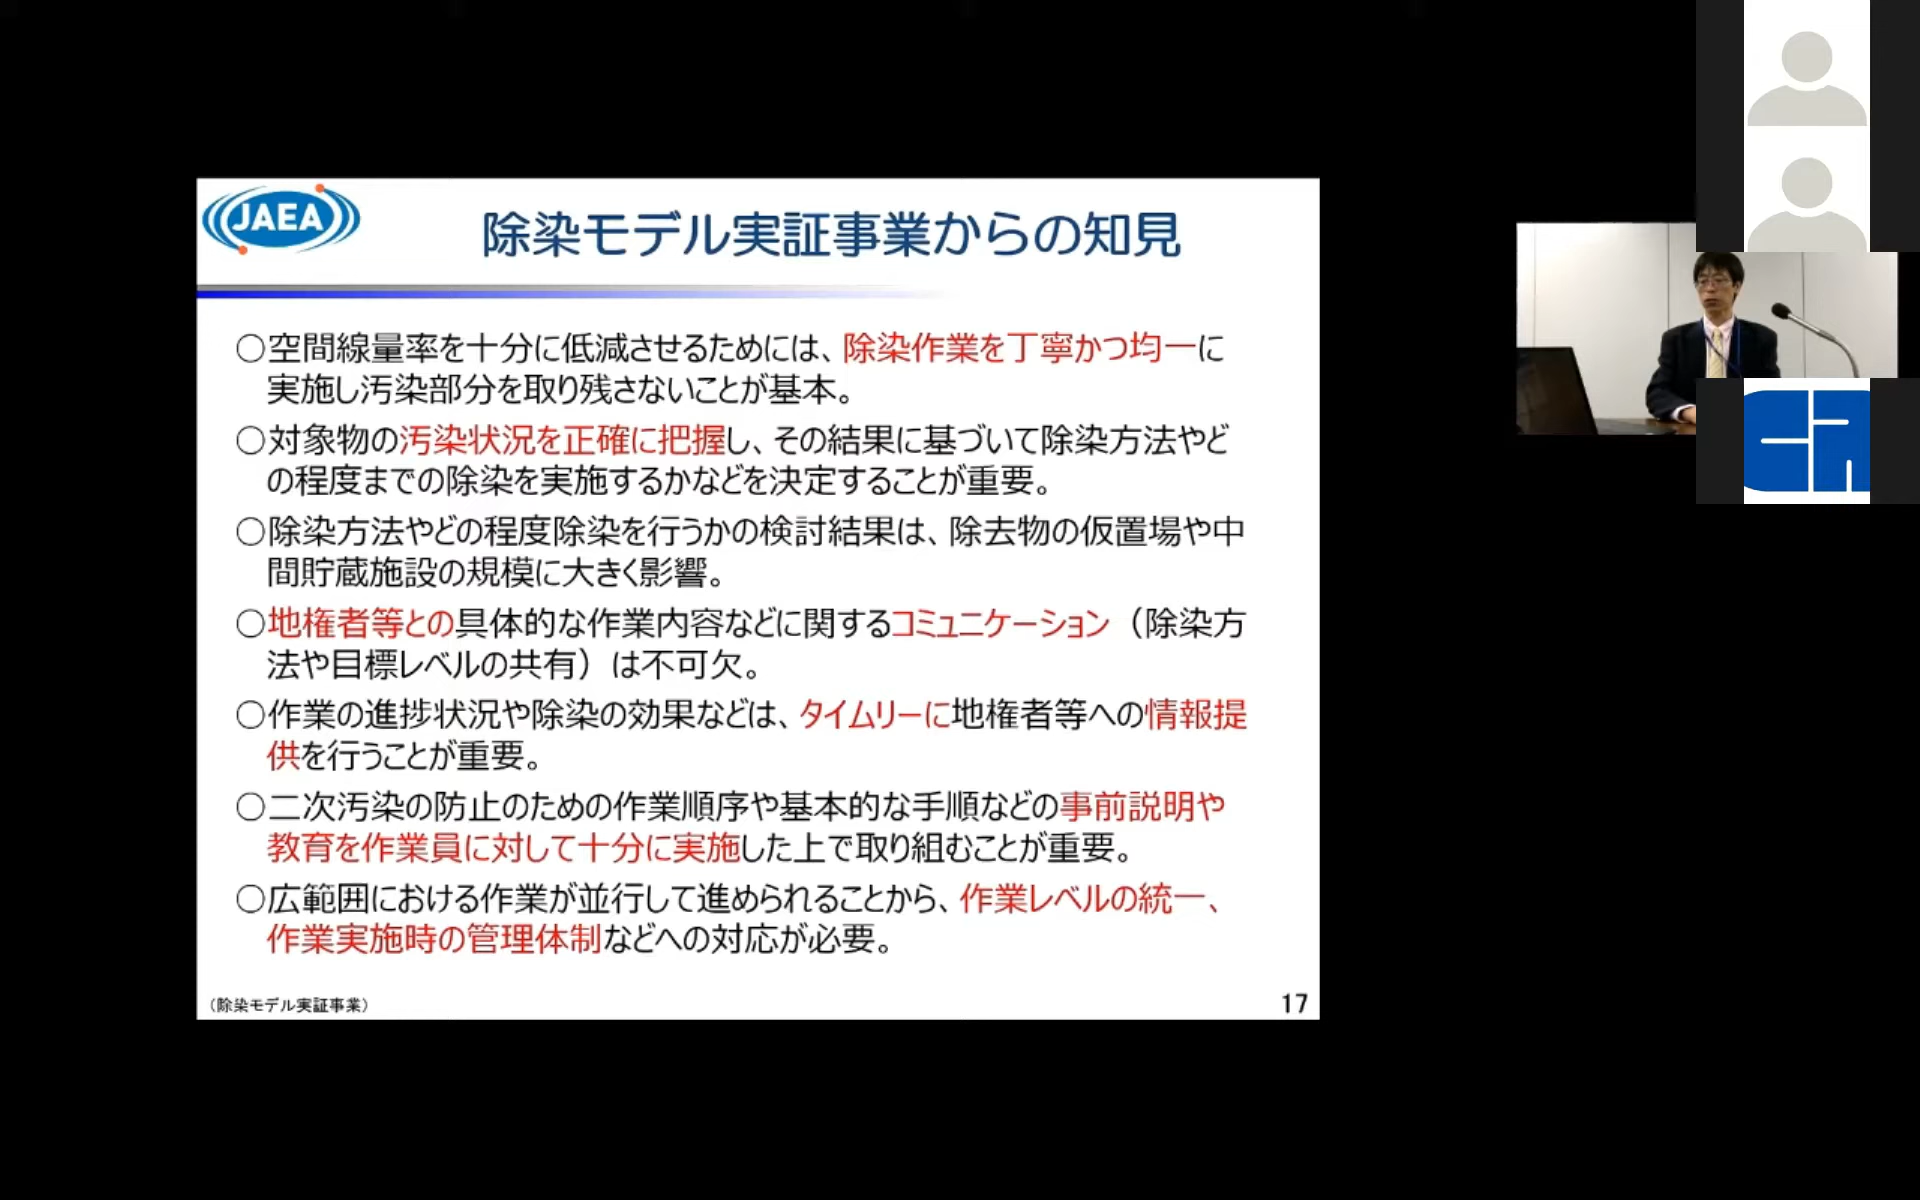 JAEA
除染モデル実証事業からの知見
○空間線量率を十分に低減させるためには、除染作業を丁寧かつ均一に
実施し汚染部分を取り残さないことが基本。
○対象物の汚染状況を正確に把握し、その結果に基づいて除染方法やど
の程度までの除染を実施するかなどを決定することが重要。
○除染方法やどの程度除染を行うかの検討結果は、除去物の仮置場や中
間貯蔵施設の規模に大きく影響。
○地権者等との具体的な作業内容などに関するコミュニケーション（除染方
法や目標レベルの共有）は不可欠。
○作業の進捗状況や除染の効果などは、タイムリーに地権者等への情報提
供を行うことが重要。
○二次汚染の防止のための作業順序や基本的な手順などの事前説明や
教育を作業員に対して十分に実施した上で取り組むことが重要。
○広範囲における作業が並行して進められることから、作業レベルの統一、
作業実施時の管理体制などへの対応が必要。
（除染モデル実証事業）
17